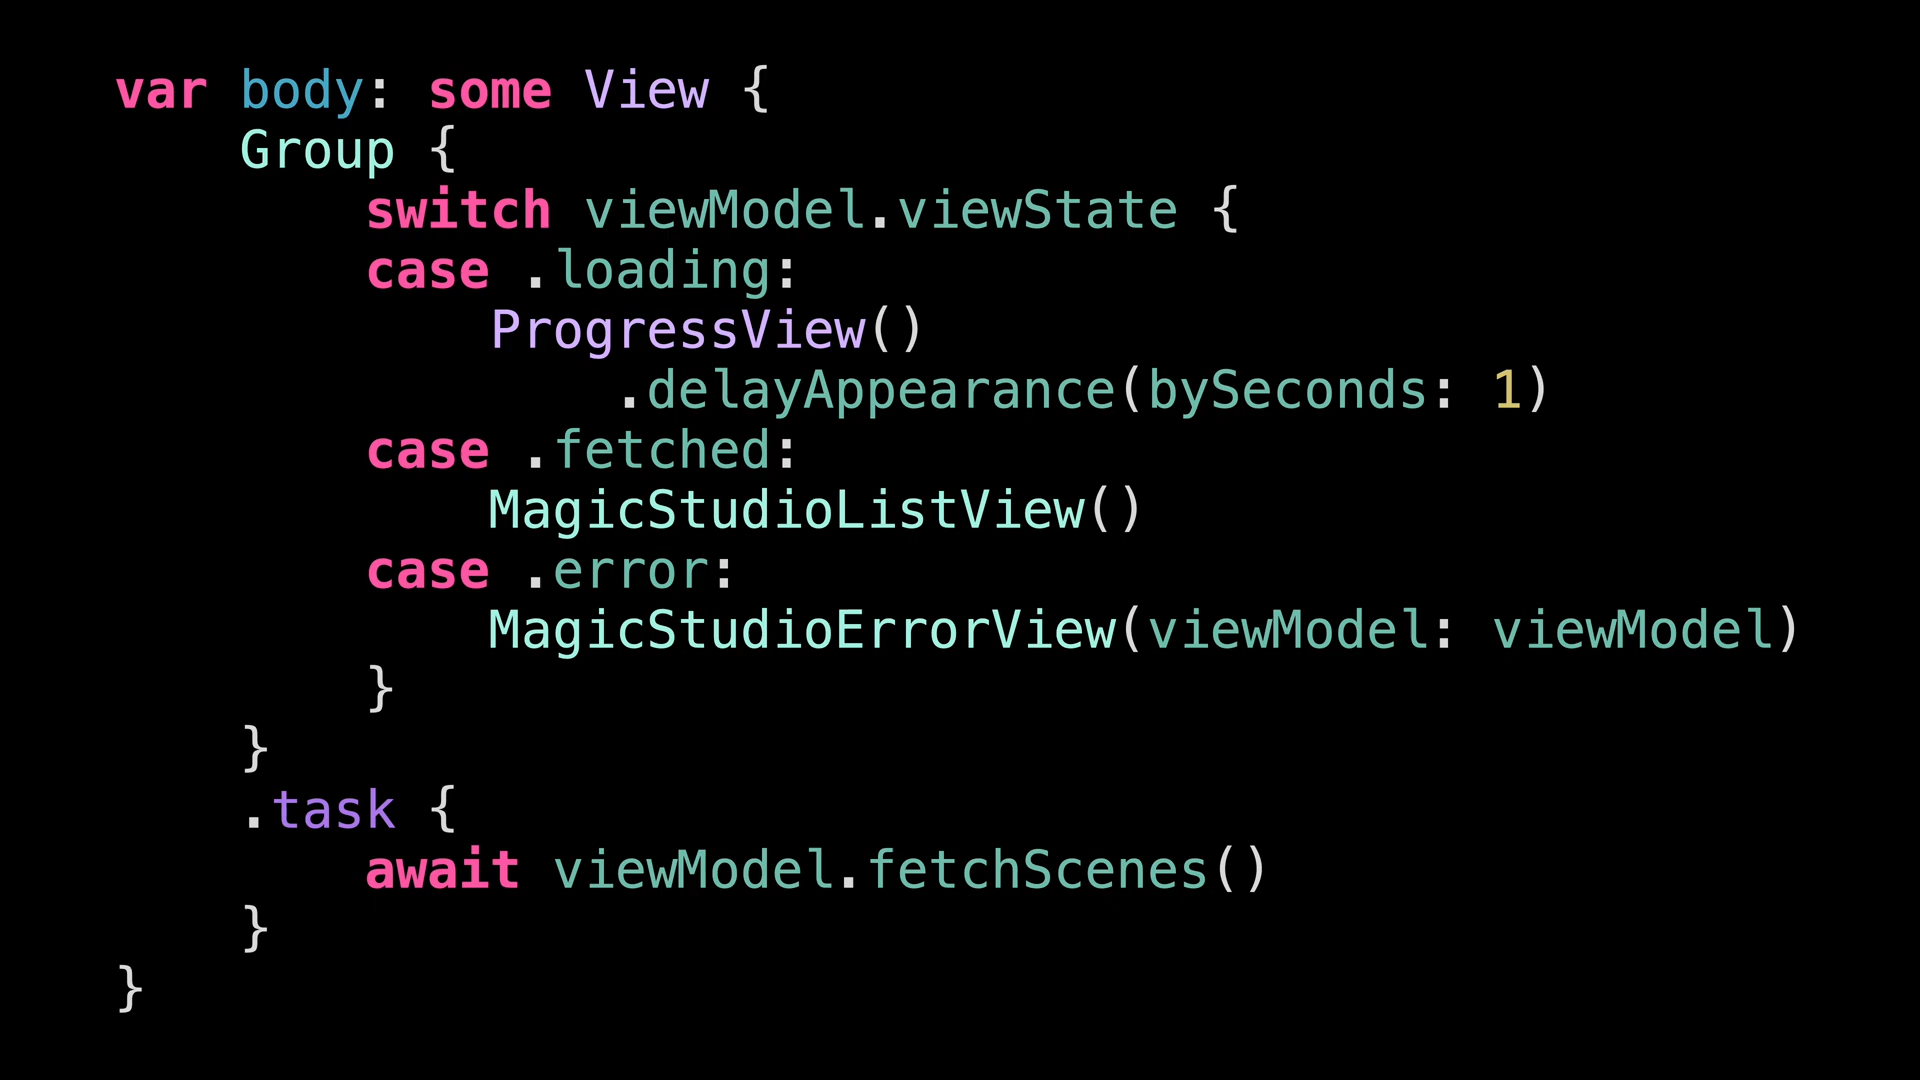 var body: some View {
    Group {
        switch viewModel.viewState {
        case .loading:
            ProgressView()
                .delayAppearance(bySeconds: 1)
        case .fetched:
            MagicStudioListView()
        case .error:
            MagicStudioErrorView(viewModel: viewModel)
        }
    }
    .task {
        await viewModel.fetchScenes()
    }
}